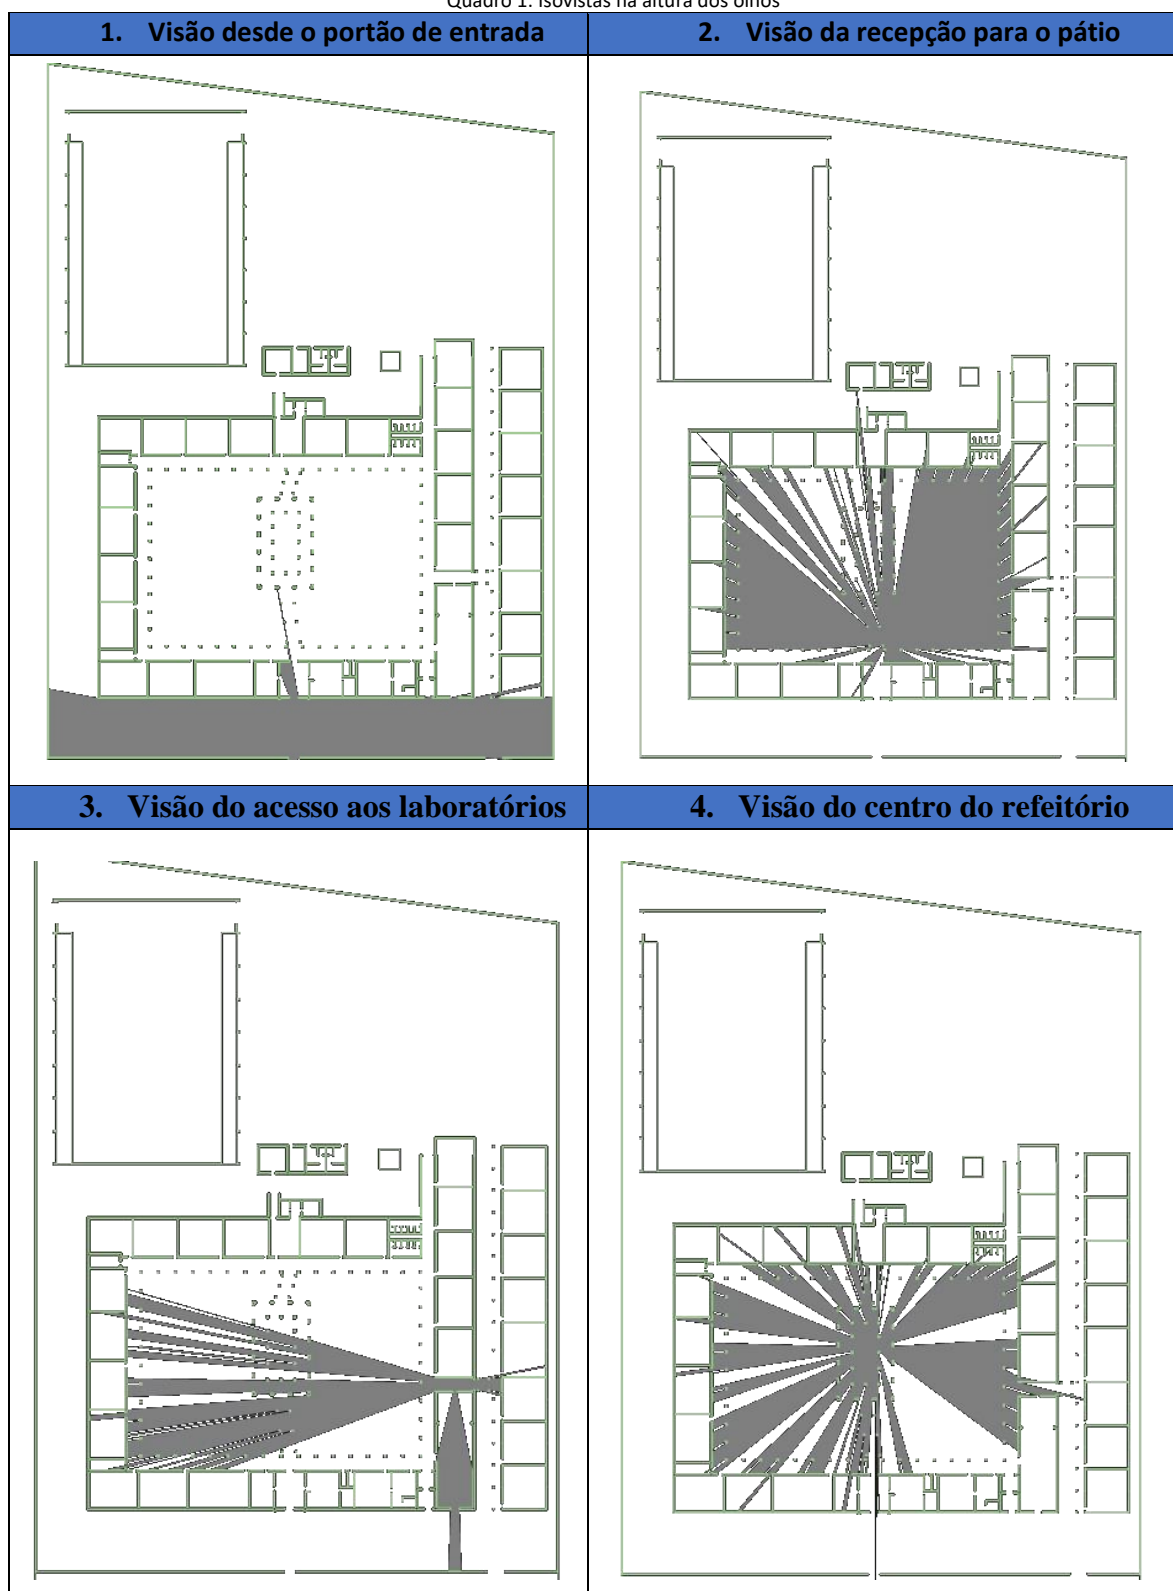 Quadro 1: Isovistas na altura dos olhos
1. Visão desde o portão de entrada
2. Visão da recepção para o pátio
3. Visão do acesso aos laboratórios
4. Visão do centro do refeitório